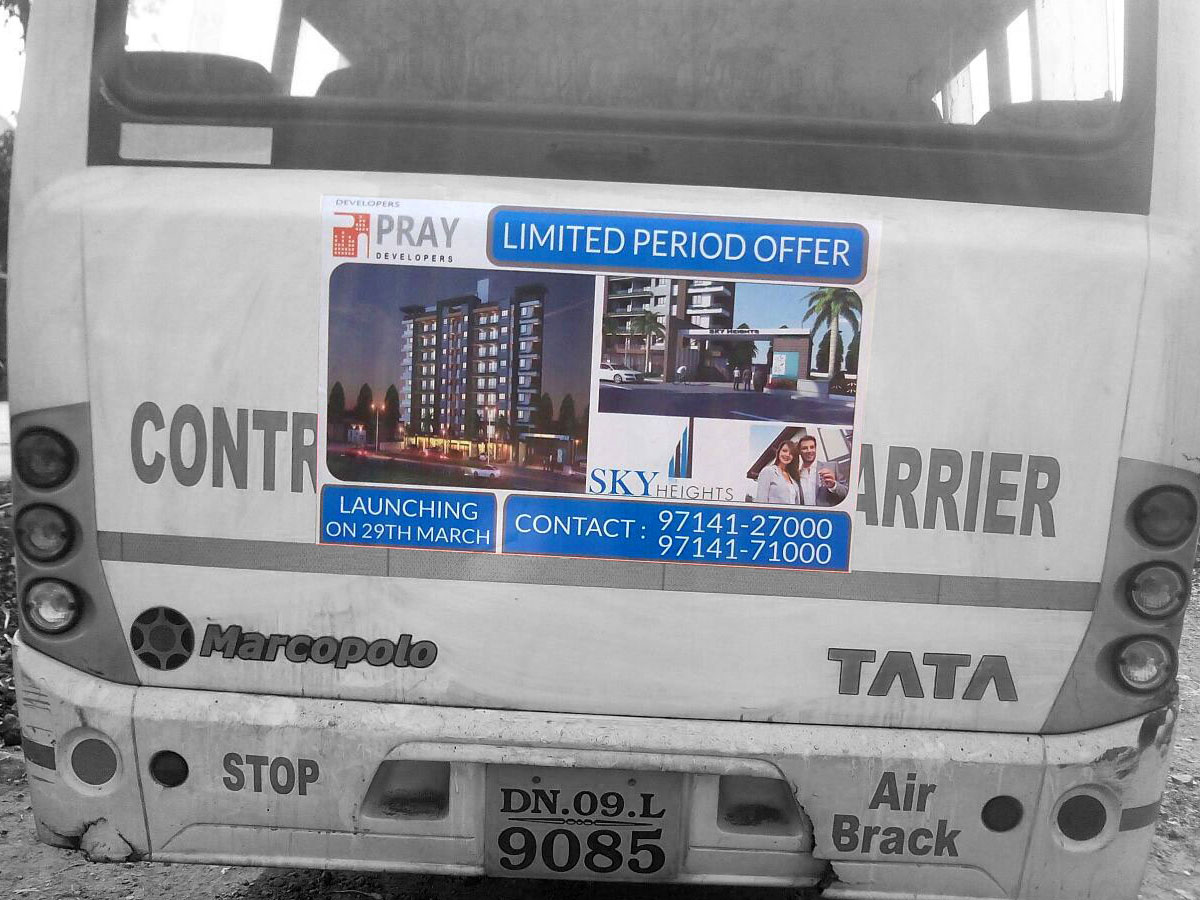 DEVELOPERS
PRAY
DEVELOPERS
LIMITED PERIOD OFFER
SKY HEIGHTS
SKY HEIGHTS
LAUNCHING
ON 29TH MARCH
CONTACT : 97141-27000
97141-71000
CONTR
ARRIER
Marcopolo
TATA
STOP
DN.09.L
9085
Air
Brack